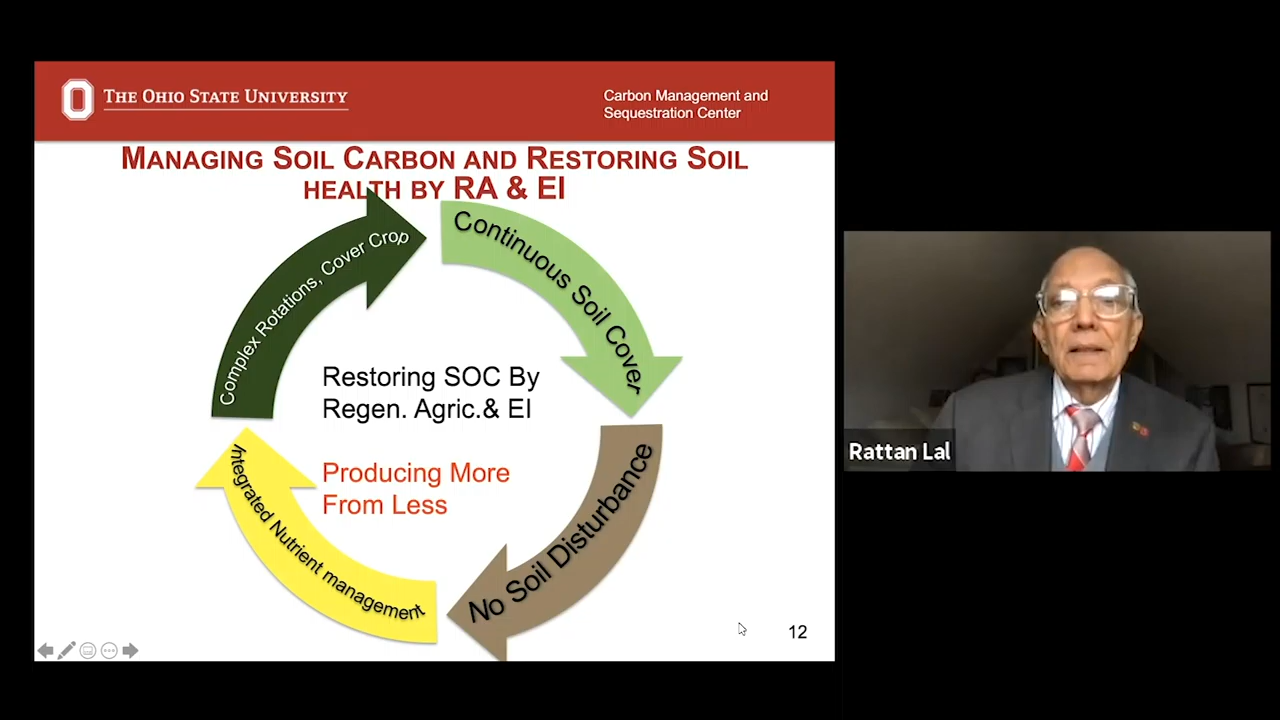 THE OHIO STATE UNIVERSITY
Carbon Management and
Sequestration Center
MANAGING SOIL CARBON AND RESTORING SOIL
HEALTH BY RA & EI
Complex Rotations, Cover Crop
Continuous Soil Cover
Restoring SOC By
Regen. Agric.& EI
Producing More
From Less
Integrated Nutrient management
No Soil Disturbance
12
Rattan Lal